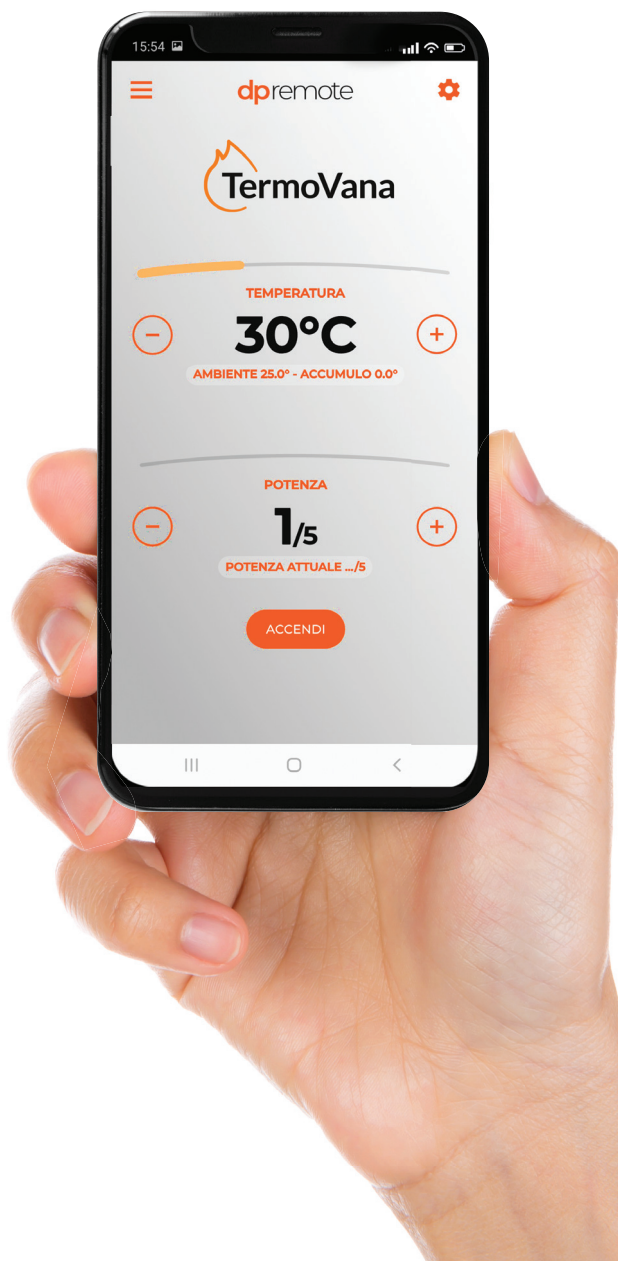 15:54
dpremote
TermoVana
TEMPERATURA
30°C
AMBIENTE 25.0° - ACCUMULO 0.0°
POTENZA
1/5
POTENZA ATTUALE .../5
ACCENDI